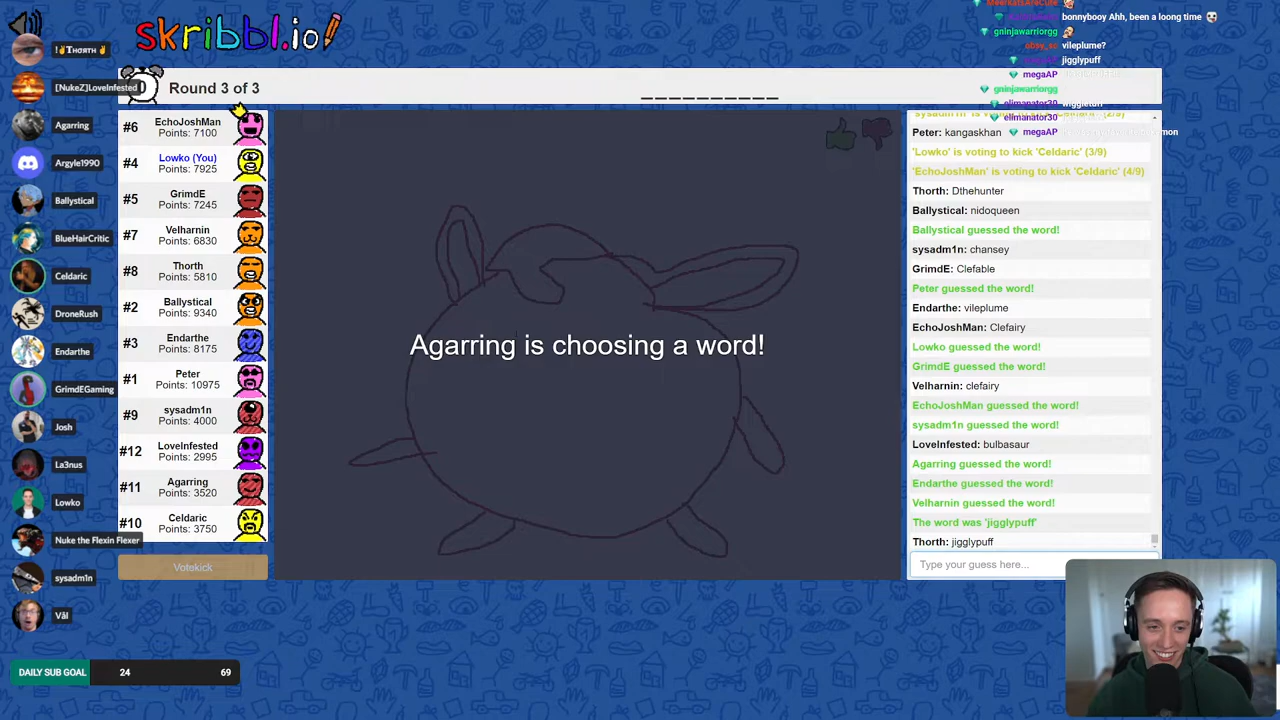 skribbl.io
!✌Thorth✌
[NukeZ]LoveInfested
Agarring
Argyle1990
Ballystical
BlueHairCritic
Celdaric
DroneRush
Endarthe
GrimdEGaming
Josh
La3nus
Lowko
Nuke the Flexin Flexer
sysadm1n
Vål
DAILY SUB GOAL 24 69
0 Round 3 of 3 _ _ _ _ _ _ _ _ _ _
#6 EchoJoshMan
Points: 7100
#4 Lowko (You)
Points: 7925
#5 GrimdE
Points: 7245
#7 Velharnin
Points: 6830
#8 Thorth
Points: 5810
#2 Ballystical
Points: 9340
#3 Endarthe
Points: 8175
#1 Peter
Points: 10975
#9 sysadm1n
Points: 4000
#12 LoveInfested
Points: 2995
#11 Agarring
Points: 3520
#10 Celdaric
Points: 3750
Votekick
Agarring is choosing a word!
MeerkatsAreCute
bonnybooy Ahh, been a loong time
gninjawarriorgg
vileplume?
jigglypuff
megaAP
gninjawarriorgg
elimanator30 wiggletuff
elimanator30
megaAP
Peter: kangaskhan
'Lowko' is voting to kick 'Celdaric' (3/9)
'EchoJoshMan' is voting to kick 'Celdaric' (4/9)
Thorth: Dthehunter
Ballystical: nidoqueen
Ballystical guessed the word!
sysadm1n: chansey
GrimdE: Clefable
Peter guessed the word!
Endarthe: vileplume
EchoJoshMan: Clefairy
Lowko guessed the word!
GrimdE guessed the word!
Velharnin: clefairy
EchoJoshMan guessed the word!
sysadm1n guessed the word!
LoveInfested: bulbasaur
Agarring guessed the word!
Endarthe guessed the word!
Velharnin guessed the word!
The word was 'jigglypuff'
Thorth: jigglypuff
Type your guess here...